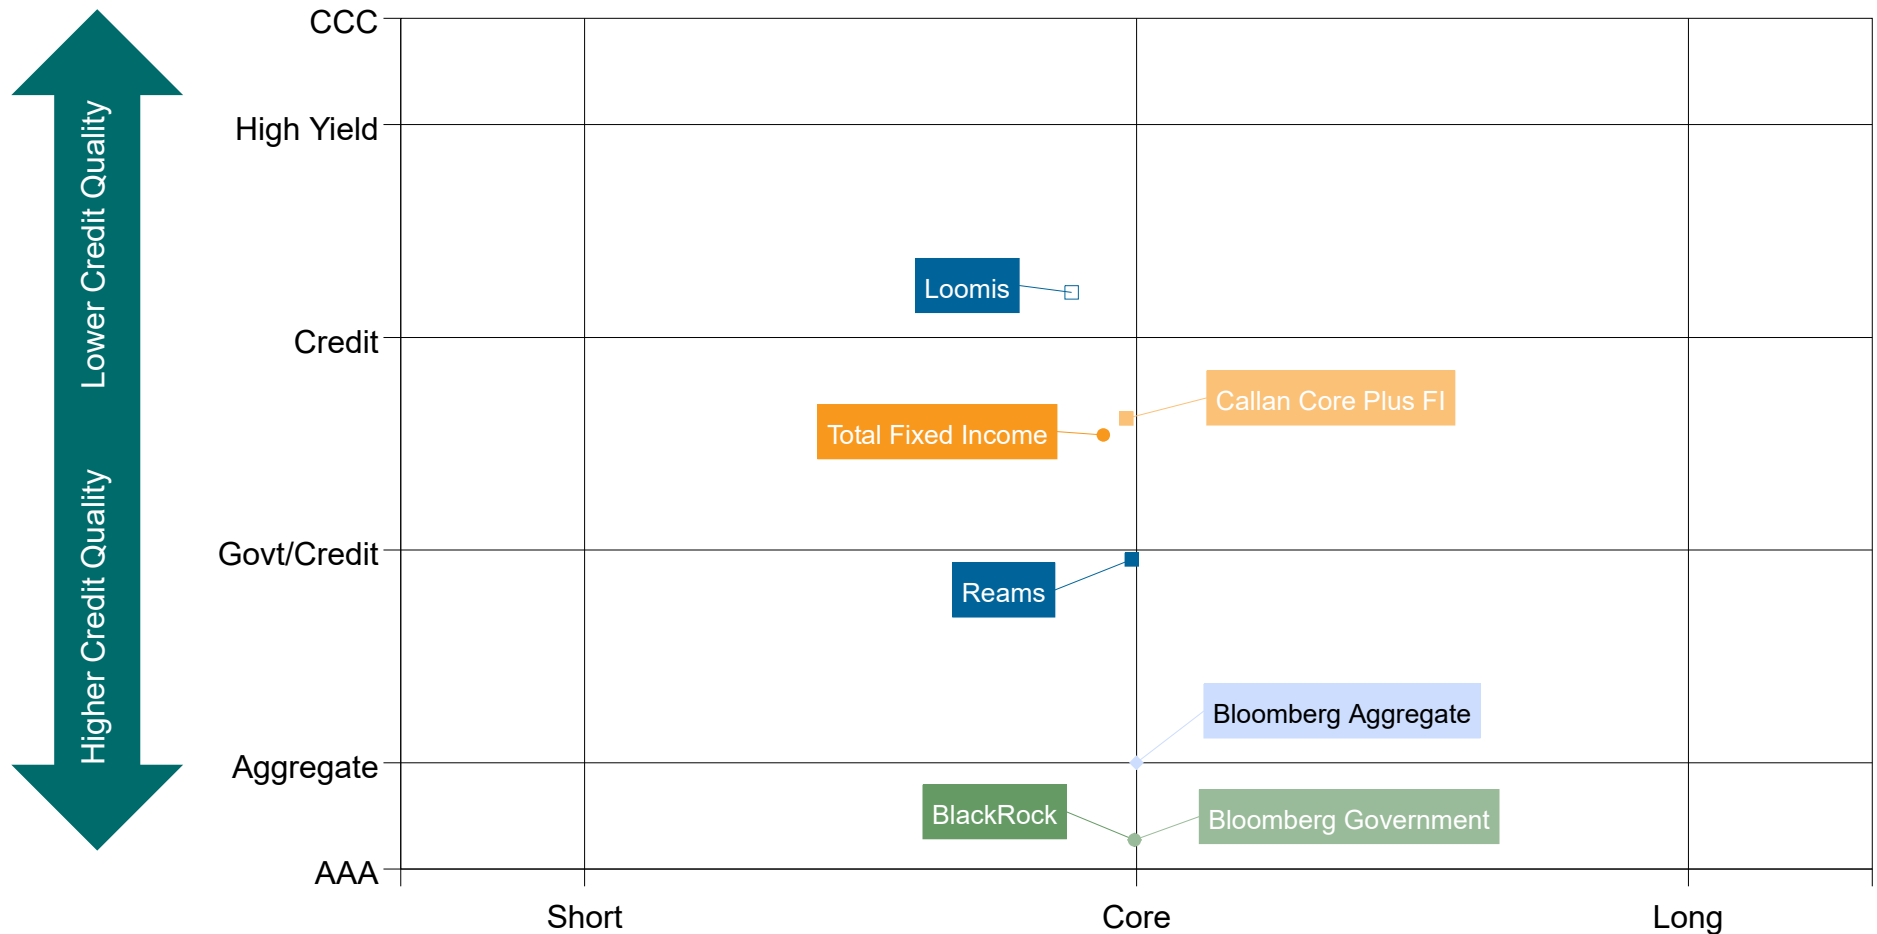 CCC
High Yield
Lower Credit Quality
Loomis
Credit
Callan Core Plus FI
Total Fixed Income
Higher Credit Quality
Govt/Credit
Reams
Bloomberg Aggregate
Aggregate
BlackRock
Bloomberg Government
AAA
Short
Core
Long